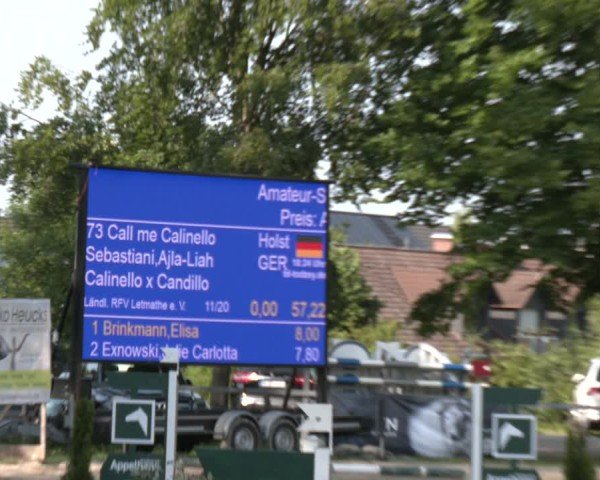 Amateur-S
Preis: A
73 Call me Calinello
Holst
Sebastiani,Ajla-Liah
GER
Calinello x Candillo
Ländl. RFV Letmathe e. V. 11/20 0,00 57,22
1 Brinkmann,Elisa 8,00
2 Exnowski, Carlotta 7,80
N